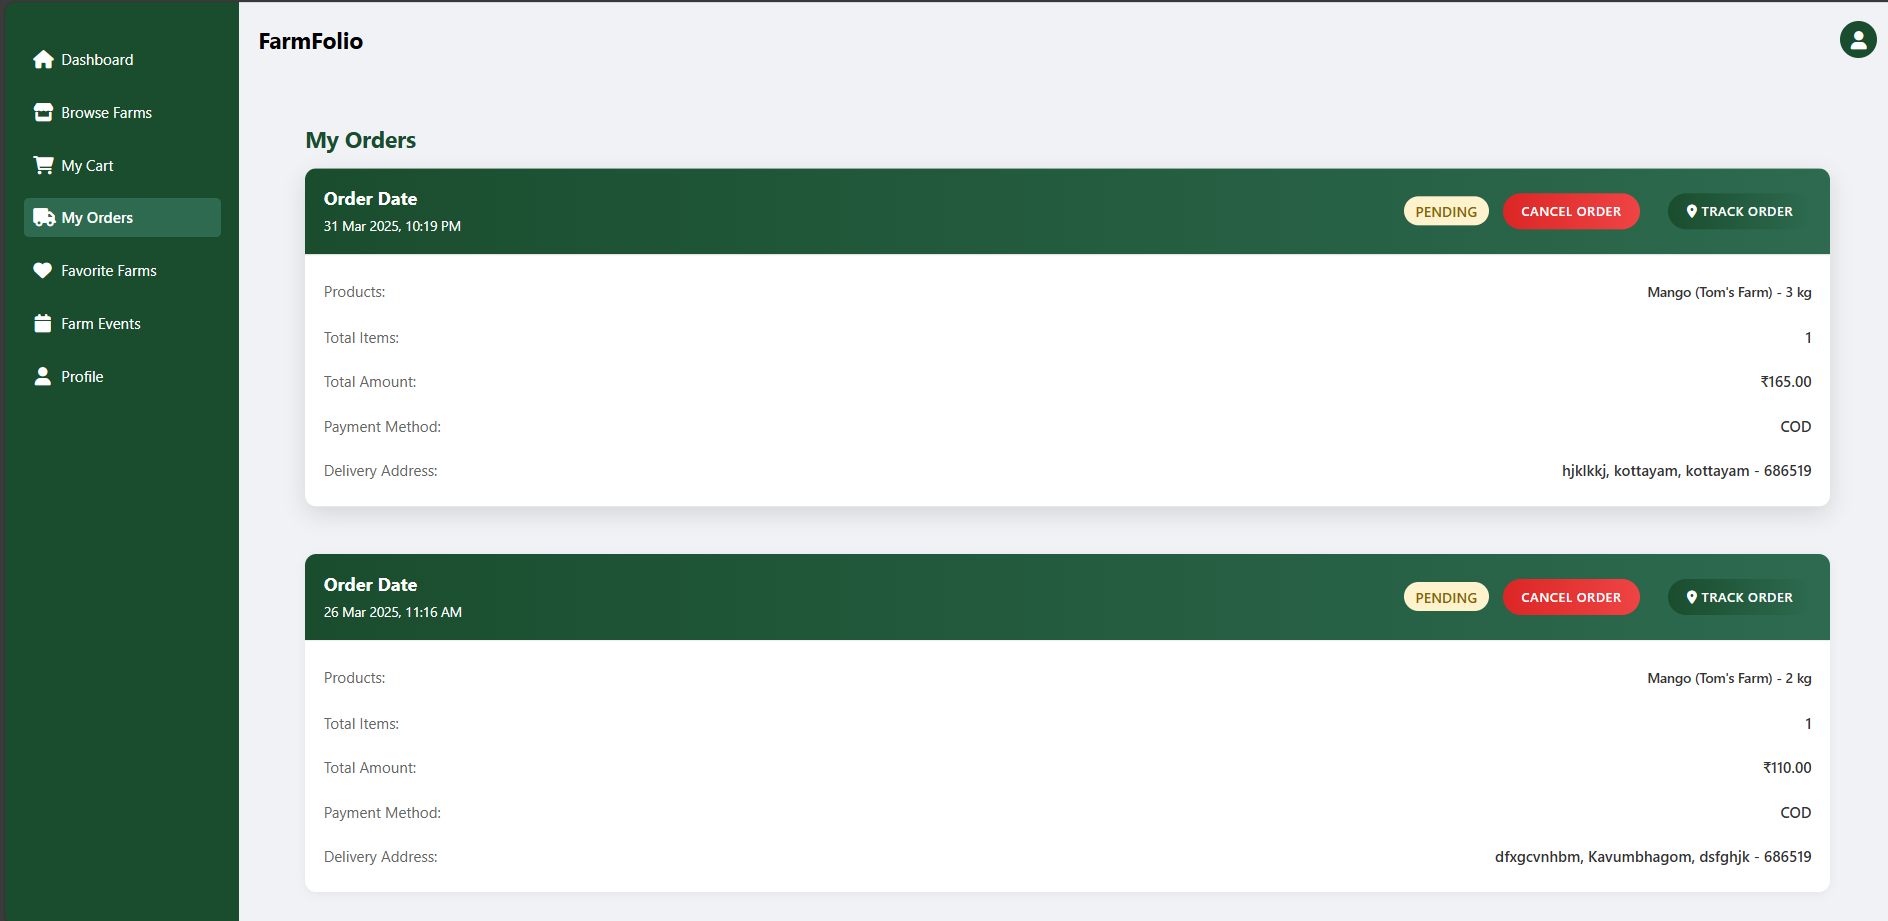 FarmFolio
Dashboard
Browse Farms
My Cart
My Orders
Favorite Farms
Farm Events
Profile
My Orders
Order Date
31 Mar 2025, 10:19 PM
PENDING
CANCEL ORDER
TRACK ORDER
Products: Mango (Tom's Farm) - 3 kg
Total Items: 1
Total Amount: ₹165.00
Payment Method: COD
Delivery Address: hjklkkj, kottayam, kottayam - 686519
Order Date
26 Mar 2025, 11:16 AM
PENDING
CANCEL ORDER
TRACK ORDER
Products: Mango (Tom's Farm) - 2 kg
Total Items: 1
Total Amount: ₹110.00
Payment Method: COD
Delivery Address: dfxgcvnhbm, Kavumbhagom, dsfghjk - 686519